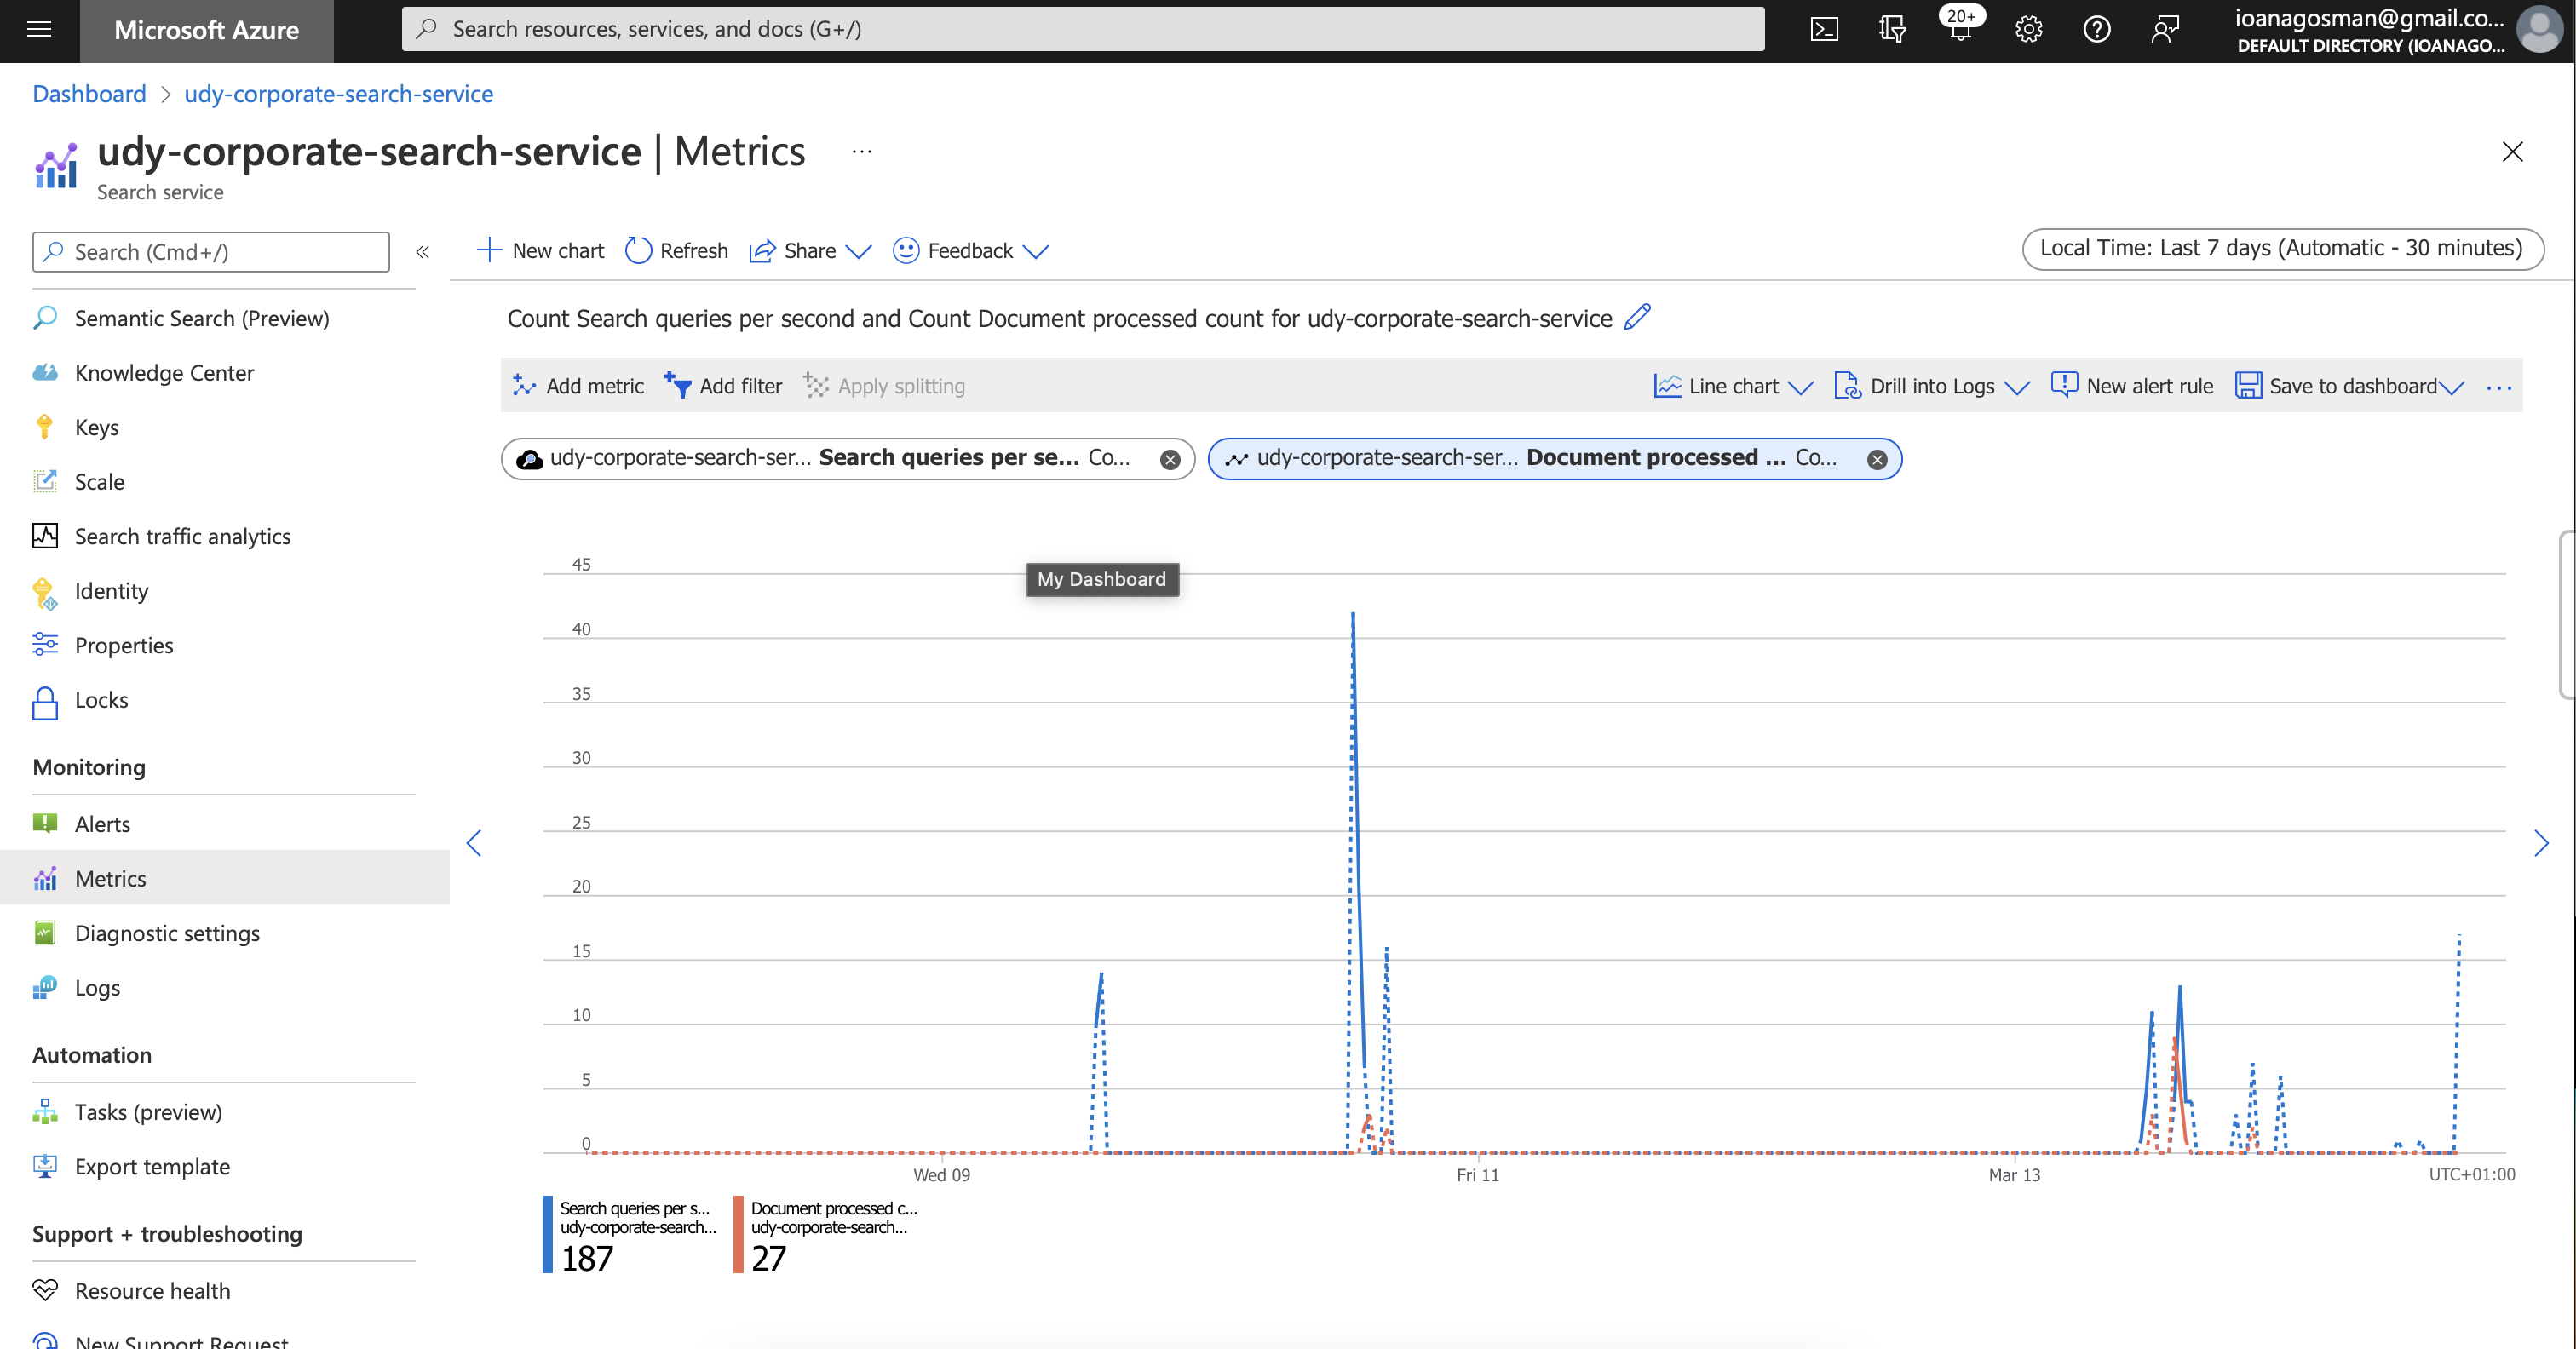 Microsoft Azure
Search resources, services, and docs (G+/)
20+
ioanagosman@gmail.co...
DEFAULT DIRECTORY (IOANAGO...
Dashboard > udy-corporate-search-service
udy-corporate-search-service | Metrics ...
Search service
Search (Cmd+/)
«
New chart
Refresh
Share
Feedback
Local Time: Last 7 days (Automatic - 30 minutes)
Semantic Search (Preview)
Knowledge Center
Keys
Scale
Search traffic analytics
Identity
Properties
Locks
Monitoring
Alerts
Metrics
Diagnostic settings
Logs
Automation
Tasks (preview)
Export template
Support + troubleshooting
Resource health
New Support Request
Count Search queries per second and Count Document processed count for udy-corporate-search-service
Add metric
Add filter
Apply splitting
Line chart
Drill into Logs
New alert rule
Save to dashboard
...
udy-corporate-search-ser... Search queries per se... Co...
udy-corporate-search-ser... Document processed ... Co...
My Dashboard
45
40
35
30
25
20
15
10
5
0
Wed 09
Fri 11
Mar 13
UTC+01:00
Search queries per s...
udy-corporate-search...
187
Document processed c...
udy-corporate-search...
27